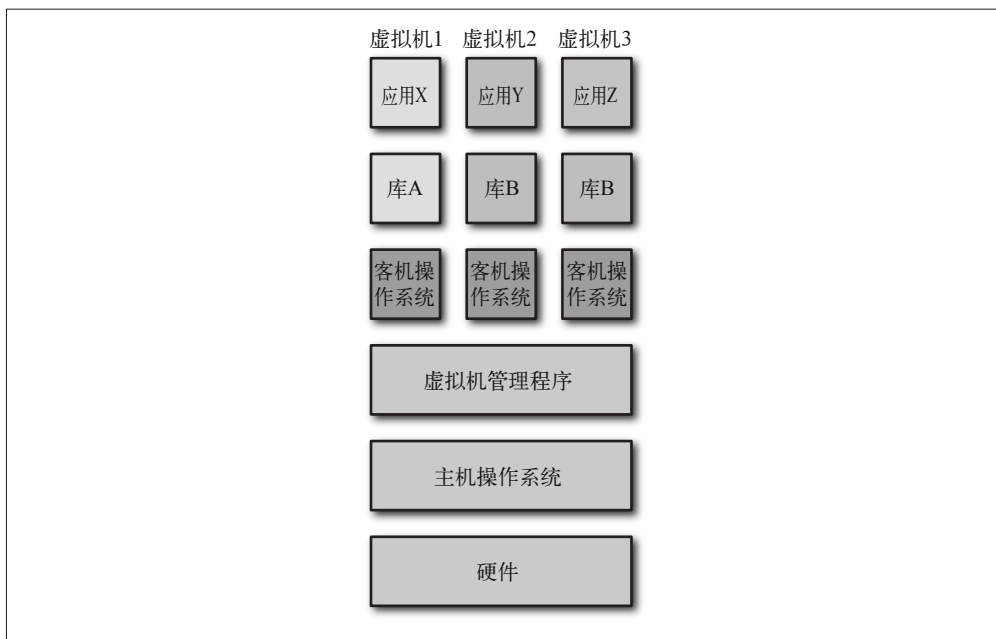 虚拟机1 虚拟机2 虚拟机3
应用X 应用Y 应用Z
库A 库B 库B
客机操 客机操 客机操
作系统 作系统 作系统
虚拟机管理程序
主机操作系统
硬件